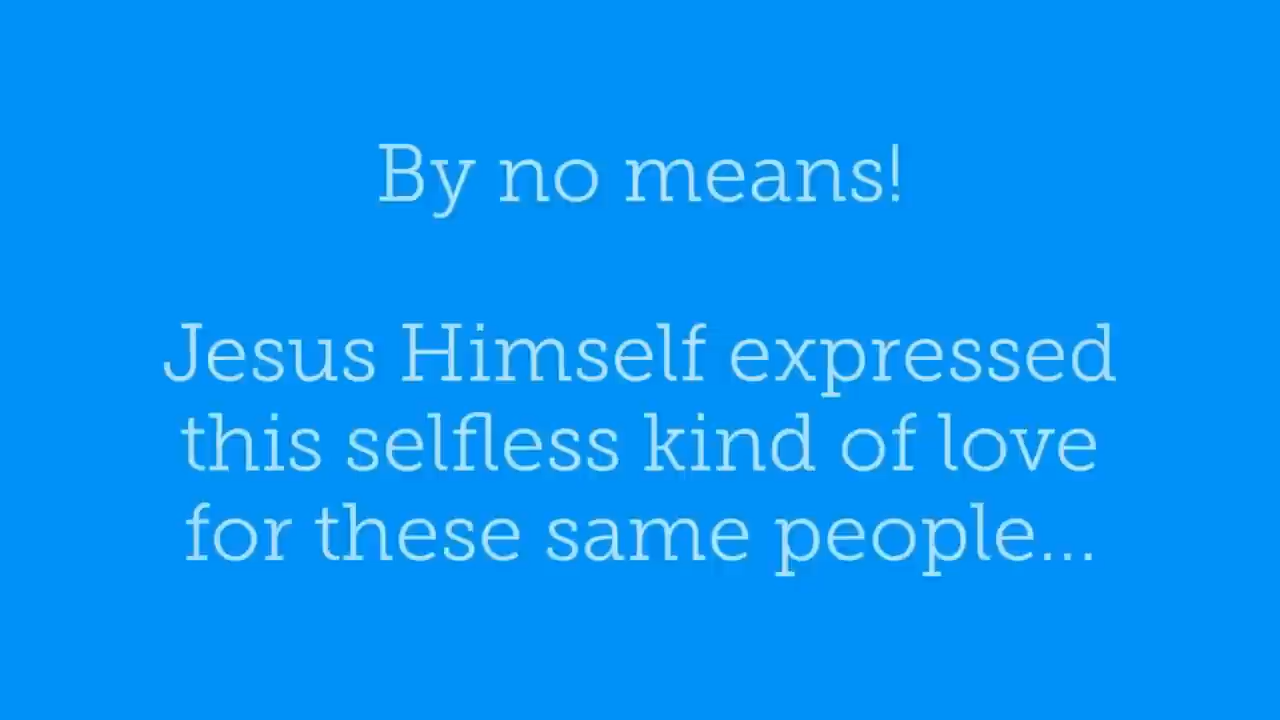 By no means!
Jesus Himself expressed
this selfless kind of love
for these same people...